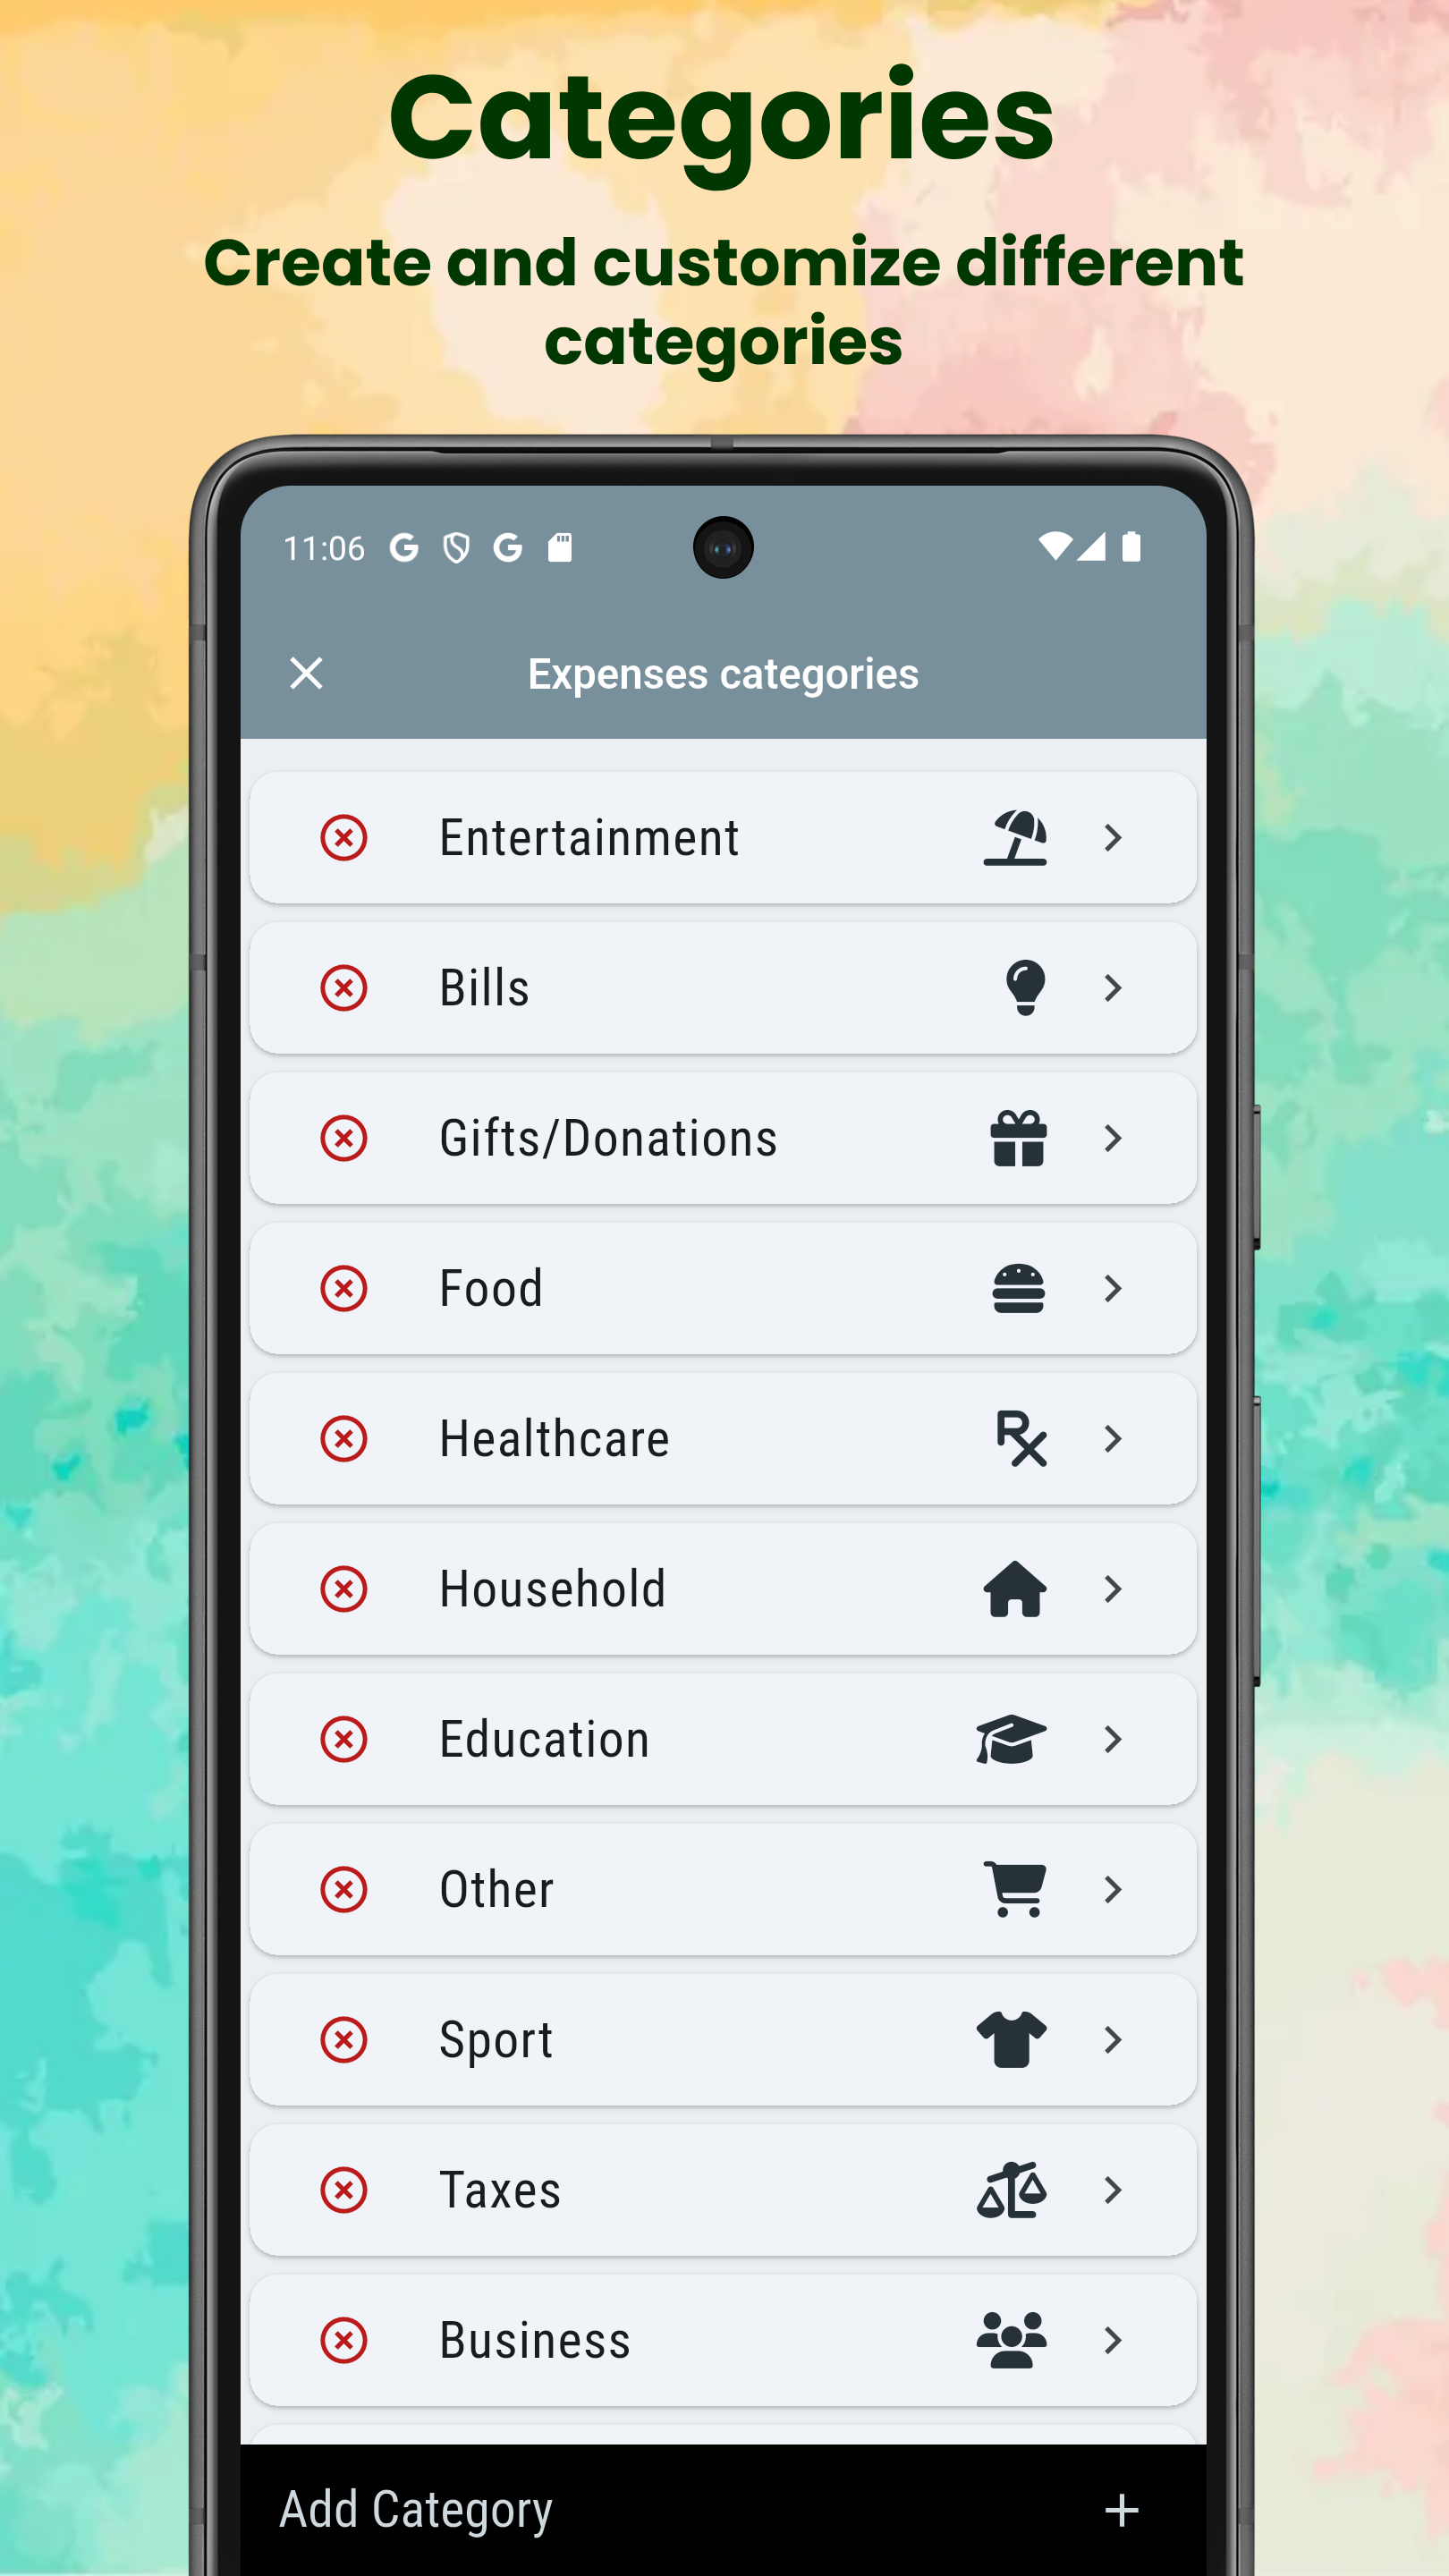 Categories
Create and customize different
categories
11:06
Expenses categories
Entertainment
Bills
Gifts/Donations
Food
Healthcare
Household
Education
Other
Sport
Taxes
Business
Add Category